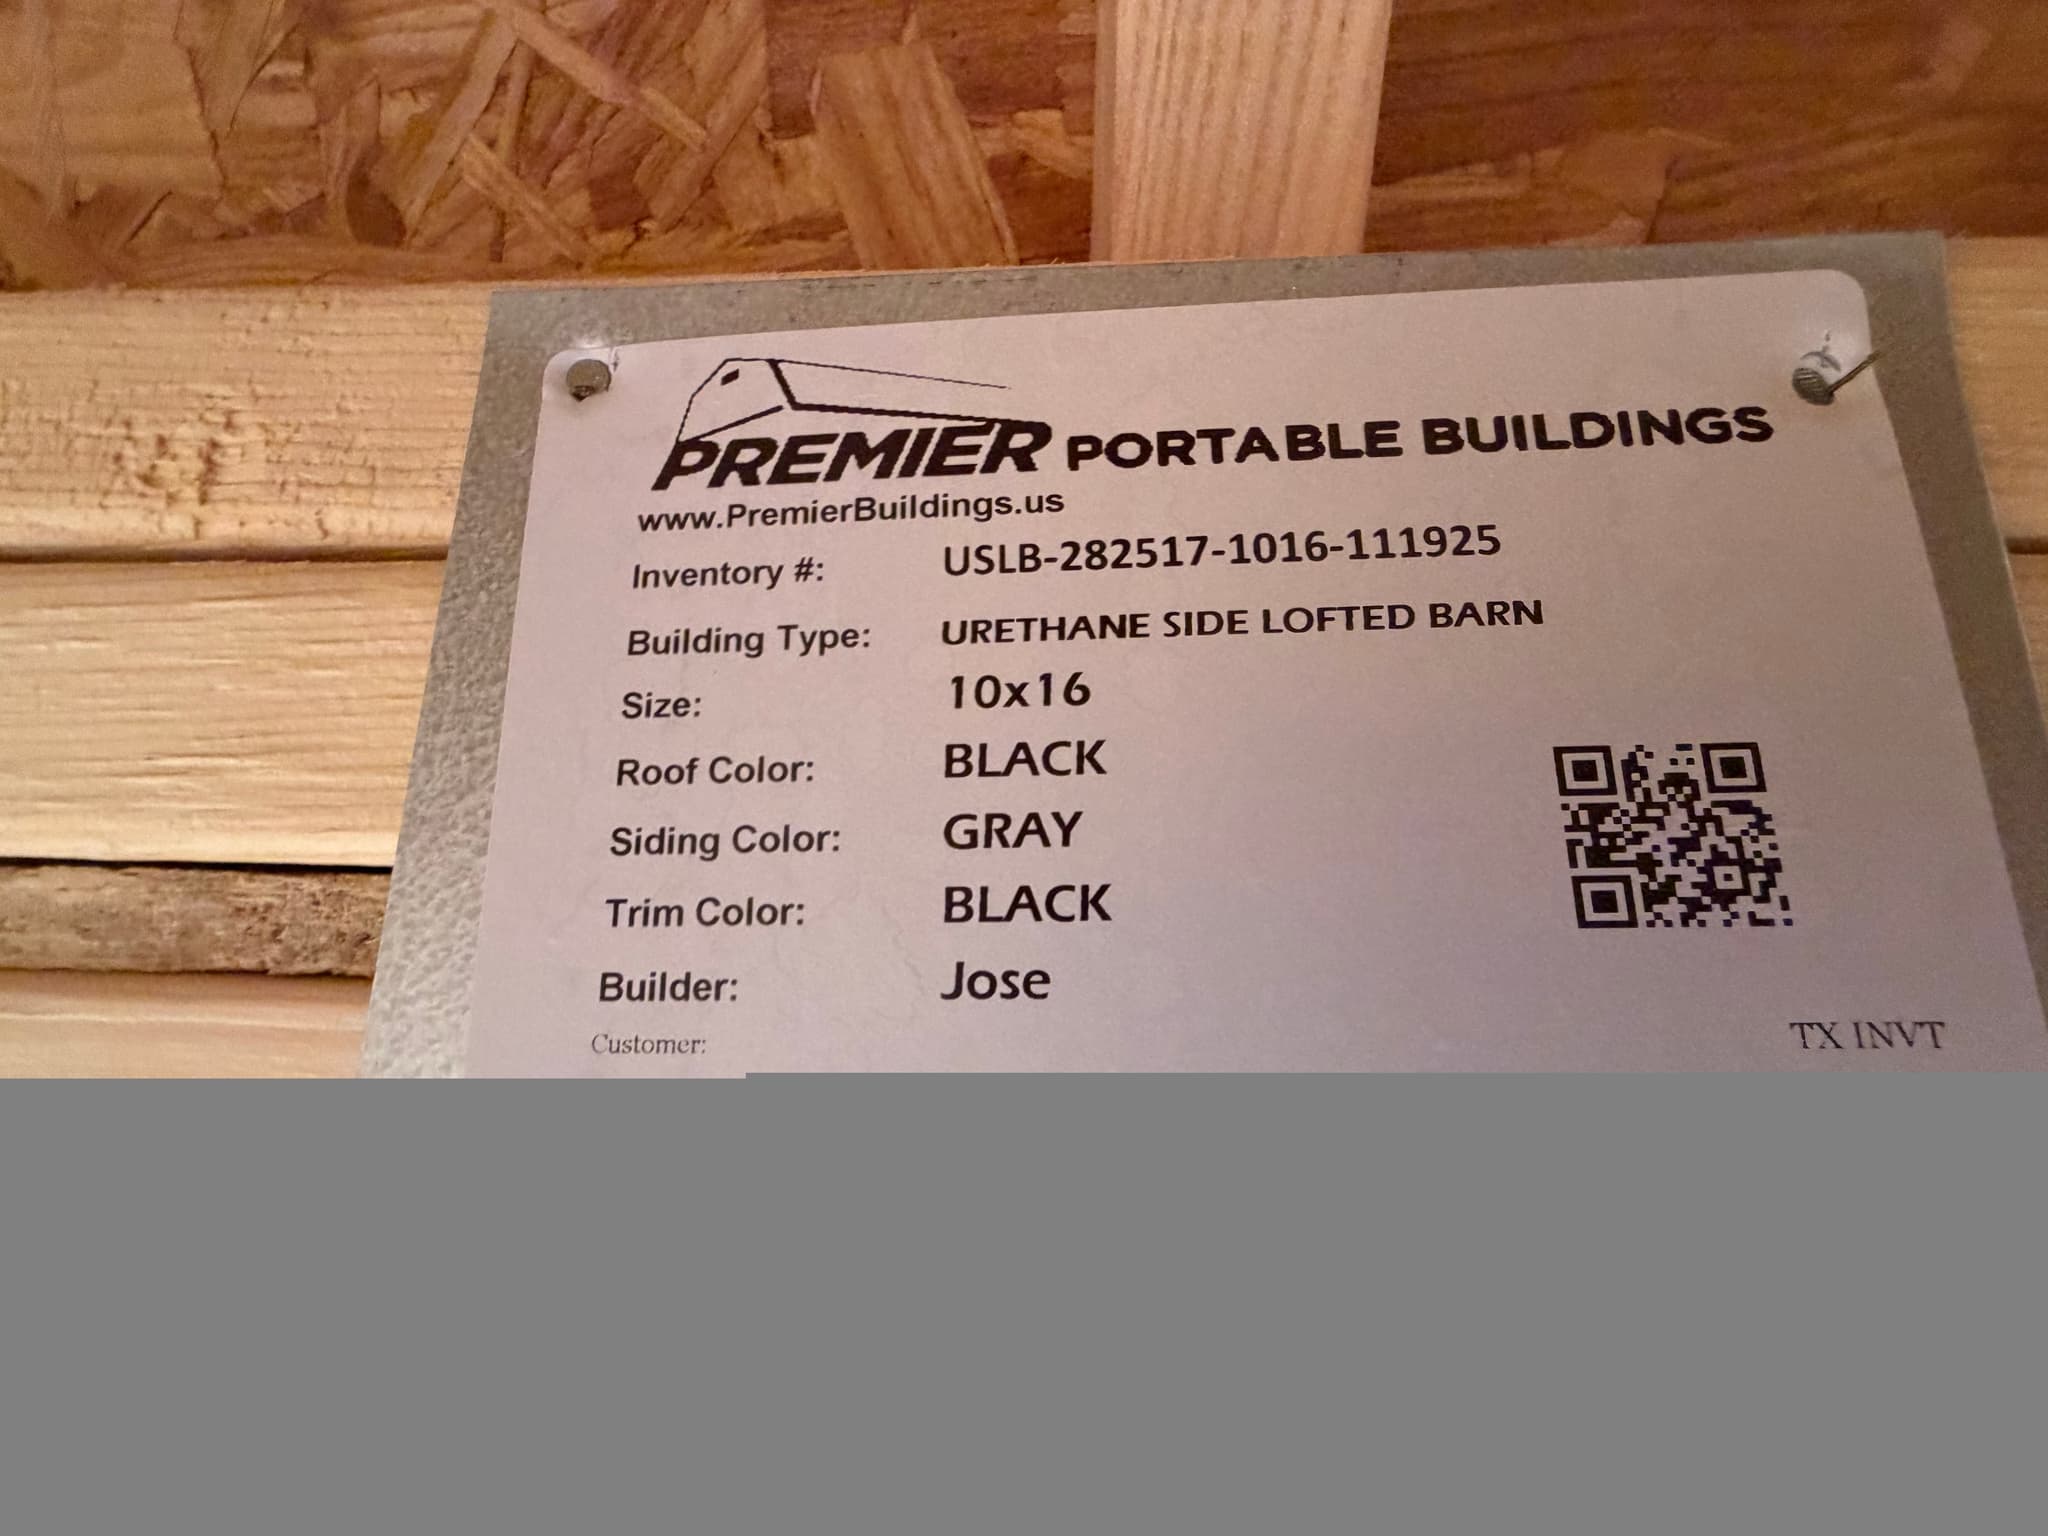 PREMIER PORTABLE BUILDINGS
www.PremierBuildings.us
Inventory #: USLB-282517-1016-111925
Building Type: URETHANE SIDE LOFTED BARN
Size: 10x16
Roof Color: BLACK
Siding Color: GRAY
Trim Color: BLACK
Builder: Jose
Customer:
TX INVT